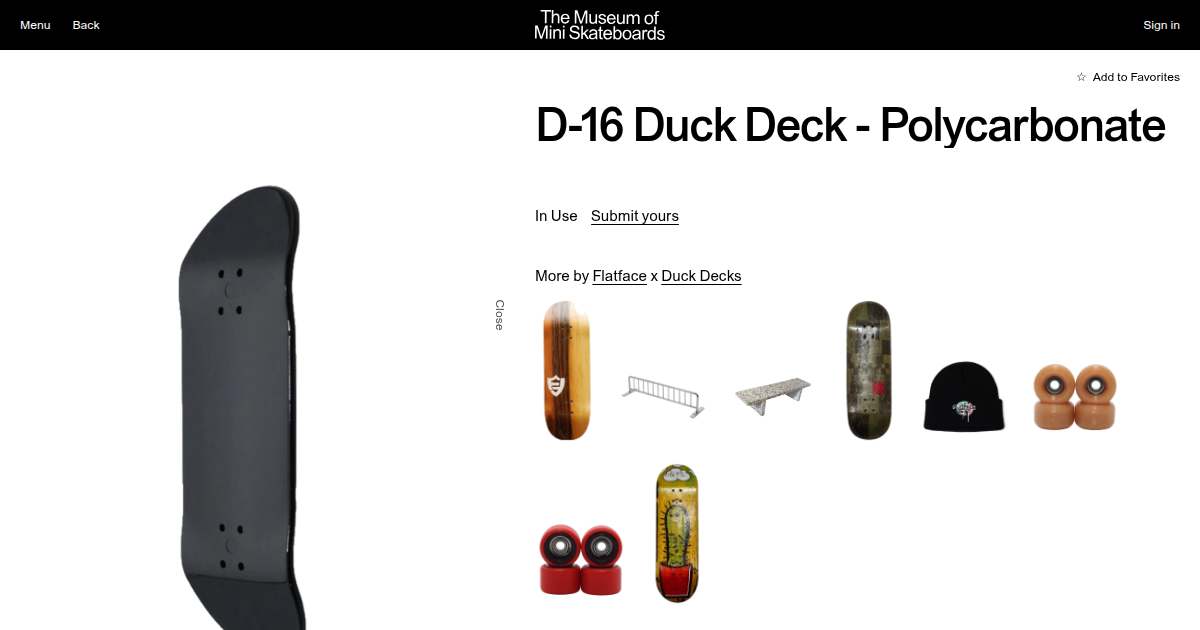 Menu Back
The Museum of
Mini Skateboards
Sign in
☆ Add to Favorites
D-16 Duck Deck - Polycarbonate
In Use Submit yours
More by Flatface x Duck Decks
Close